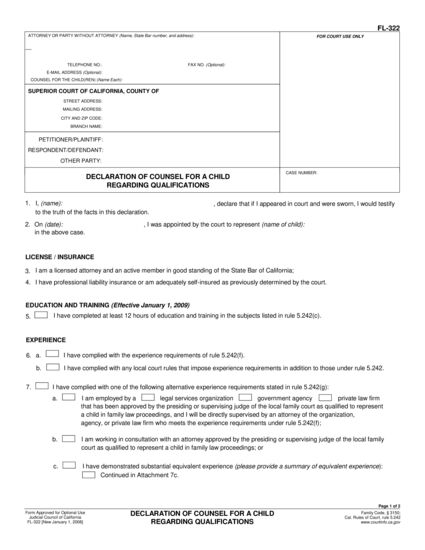 FL-322
ATTORNEY OR PARTY WITHOUT ATTORNEY (Name, State Bar number, and address):
FOR COURT USE ONLY
TELEPHONE NO.: FAX NO. (Optional):
E-MAIL ADDRESS (Optional):
COUNSEL FOR THE CHILD(REN) (Name Each):
SUPERIOR COURT OF CALIFORNIA, COUNTY OF
STREET ADDRESS:
MAILING ADDRESS:
CITY AND ZIP CODE:
BRANCH NAME:
PETITIONER/PLAINTIFF:
RESPONDENT/DEFENDANT:
OTHER PARTY:
DECLARATION OF COUNSEL FOR A CHILD
REGARDING QUALIFICATIONS
CASE NUMBER:
1. I, (name): , declare that if I appeared in court and were sworn, I would testify
to the truth of the facts in this declaration.
2. On (date): , I was appointed by the court to represent (name of child):
in the above case.
LICENSE / INSURANCE
3. I am a licensed attorney and an active member in good standing of the State Bar of California;
4. I have professional liability insurance or am adequately self-insured as previously determined by the court.
EDUCATION AND TRAINING (Effective January 1, 2009)
5. I have completed at least 12 hours of education and training in the subjects listed in rule 5.242(c).
EXPERIENCE
6. a. I have complied with the experience requirements of rule 5.242(f).
b. I have complied with any local court rules that impose experience requirements in addition to those under rule 5.242.
7. I have complied with one of the following alternative experience requirements stated in rule 5.242(g):
a. I am employed by a legal services organization government agency private law firm
that has been approved by the presiding or supervising judge of the local family court as qualified to represent
a child in family law proceedings, and I will be directly supervised by an attorney of the organization,
agency, or private law firm who meets the experience requirements under rule 5.242(f);
b. I am working in consultation with an attorney approved by the presiding or supervising judge of the local family
court as qualified to represent a child in family law proceedings; or
c. I have demonstrated substantial equivalent experience (please provide a summary of equivalent experience):
Continued in Attachment 7c.
Page 1 of 2
Form Approved for Optional Use
Judicial Council of California
FL-322 [New January 1, 2008]
DECLARATION OF COUNSEL FOR A CHILD
REGARDING QUALIFICATIONS
Family Code, § 3150;
Cal. Rules of Court, rule 5.242
www.courtinfo.ca.gov